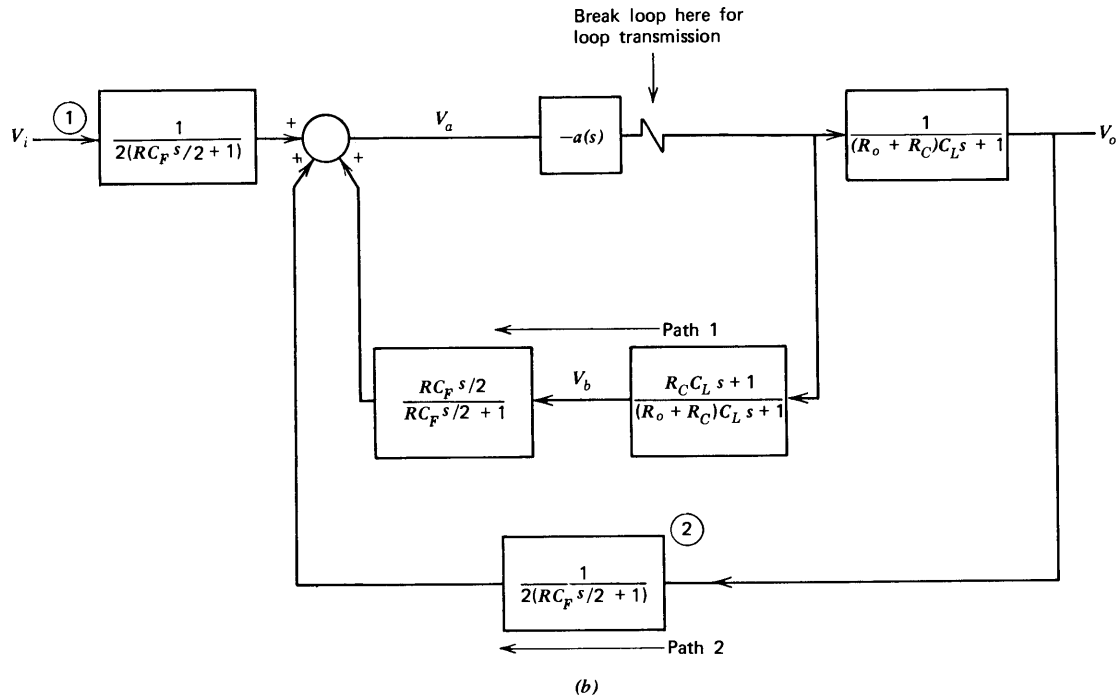 Break loop here for
loop transmission
1
V_i
1
2(RC_F s/2 + 1)
+
+
+
V_a
−a(s)
1
(R_o + R_C)C_L s + 1
V_o
Path 1
RC_F s/2
RC_F s/2 + 1
V_b
R_C C_L s + 1
(R_o + R_C)C_L s + 1
2
1
2(RC_F s/2 + 1)
Path 2
(b)